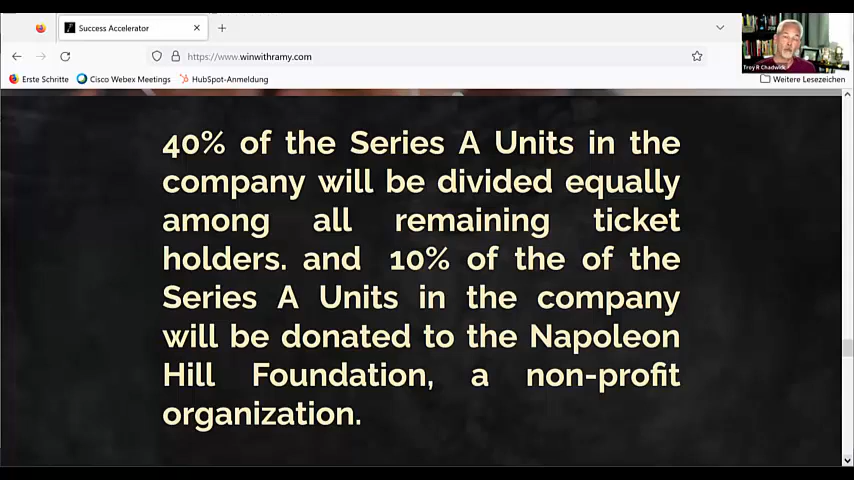 Success Accelerator
https://www.winwithramy.com
Troy R Chadwick
Erste Schritte
Cisco Webex Meetings
HubSpot-Anmeldung
Weitere Lesezeichen
40% of the Series A Units in the
company will be divided equally
among all remaining ticket
holders. and 10% of the of the
Series A Units in the company
will be donated to the Napoleon
Hill Foundation, a non-profit
organization.